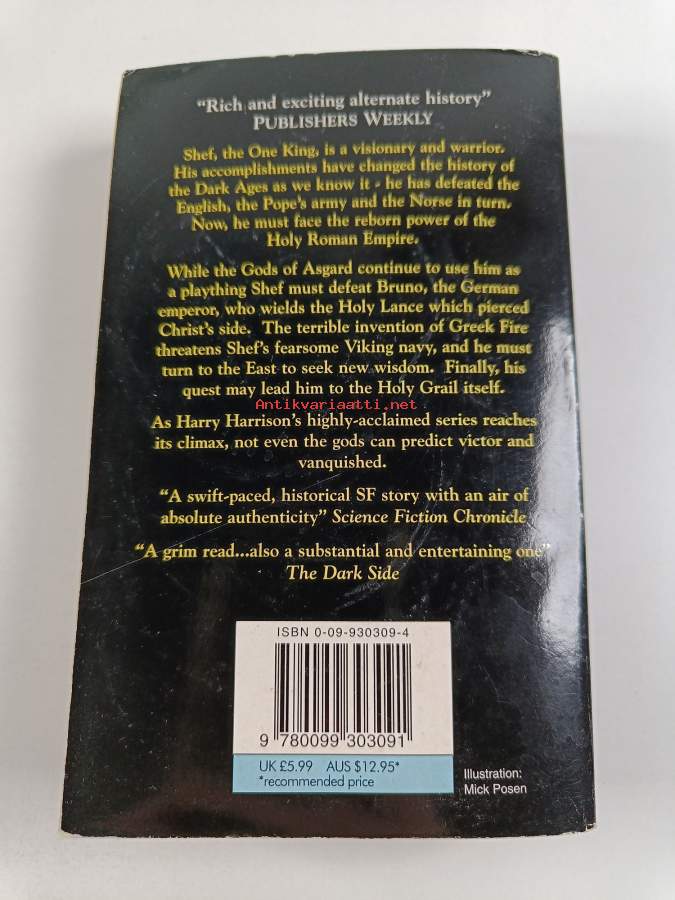 “Rich and exciting alternate history”
PUBLISHERS WEEKLY
Shef, the One King, is a visionary and warrior.
His accomplishments have changed the history of
the Dark Ages as we know it - he has defeated the
English, the Pope's army and the Norse in turn.
Now, he must face the reborn power of the
Holy Roman Empire.
While the Gods of Asgard continue to use him as
a plaything Shef must defeat Bruno, the German
emperor, who wields the Holy Lance which pierced
Christ's side. The terrible invention of Greek Fire
threatens Shef's fearsome Viking navy, and he must
turn to the East to seek new wisdom. Finally, his
quest may lead him to the Holy Grail itself.
Antikvariaatti.net
As Harry Harrison's highly-acclaimed series reaches
its climax, not even the gods can predict victor and
vanquished.
“A swift-paced, historical SF story with an air of
absolute authenticity” Science Fiction Chronicle
“A grim read...also a substantial and entertaining one”
The Dark Side
ISBN 0-09-930309-4
9 780099 303091
UK £5.99 AUS $12.95*
*recommended price
Illustration:
Mick Posen